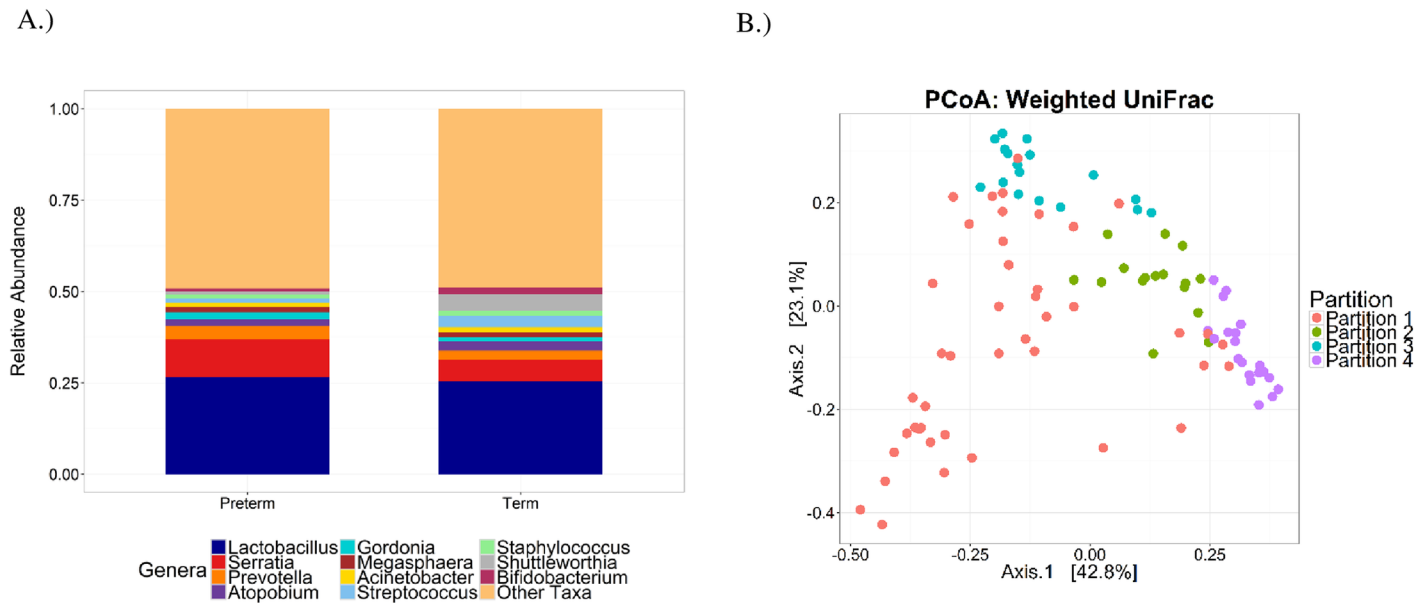 A.)
B.)
1.00
0.75
0.50
0.25
0.00
Relative Abundance
Preterm
Term
Genera
Lactobacillus
Serratia
Prevotella
Atopobium
Gordonia
Megasphaera
Acinetobacter
Streptococcus
Staphylococcus
Shuttleworthia
Bifidobacterium
Other Taxa
PCoA: Weighted UniFrac
0.2
0.0
-0.2
-0.4
Axis.2 [23.1%]
-0.50
-0.25
0.00
0.25
Axis.1 [42.8%]
Partition
Partition 1
Partition 2
Partition 3
Partition 4